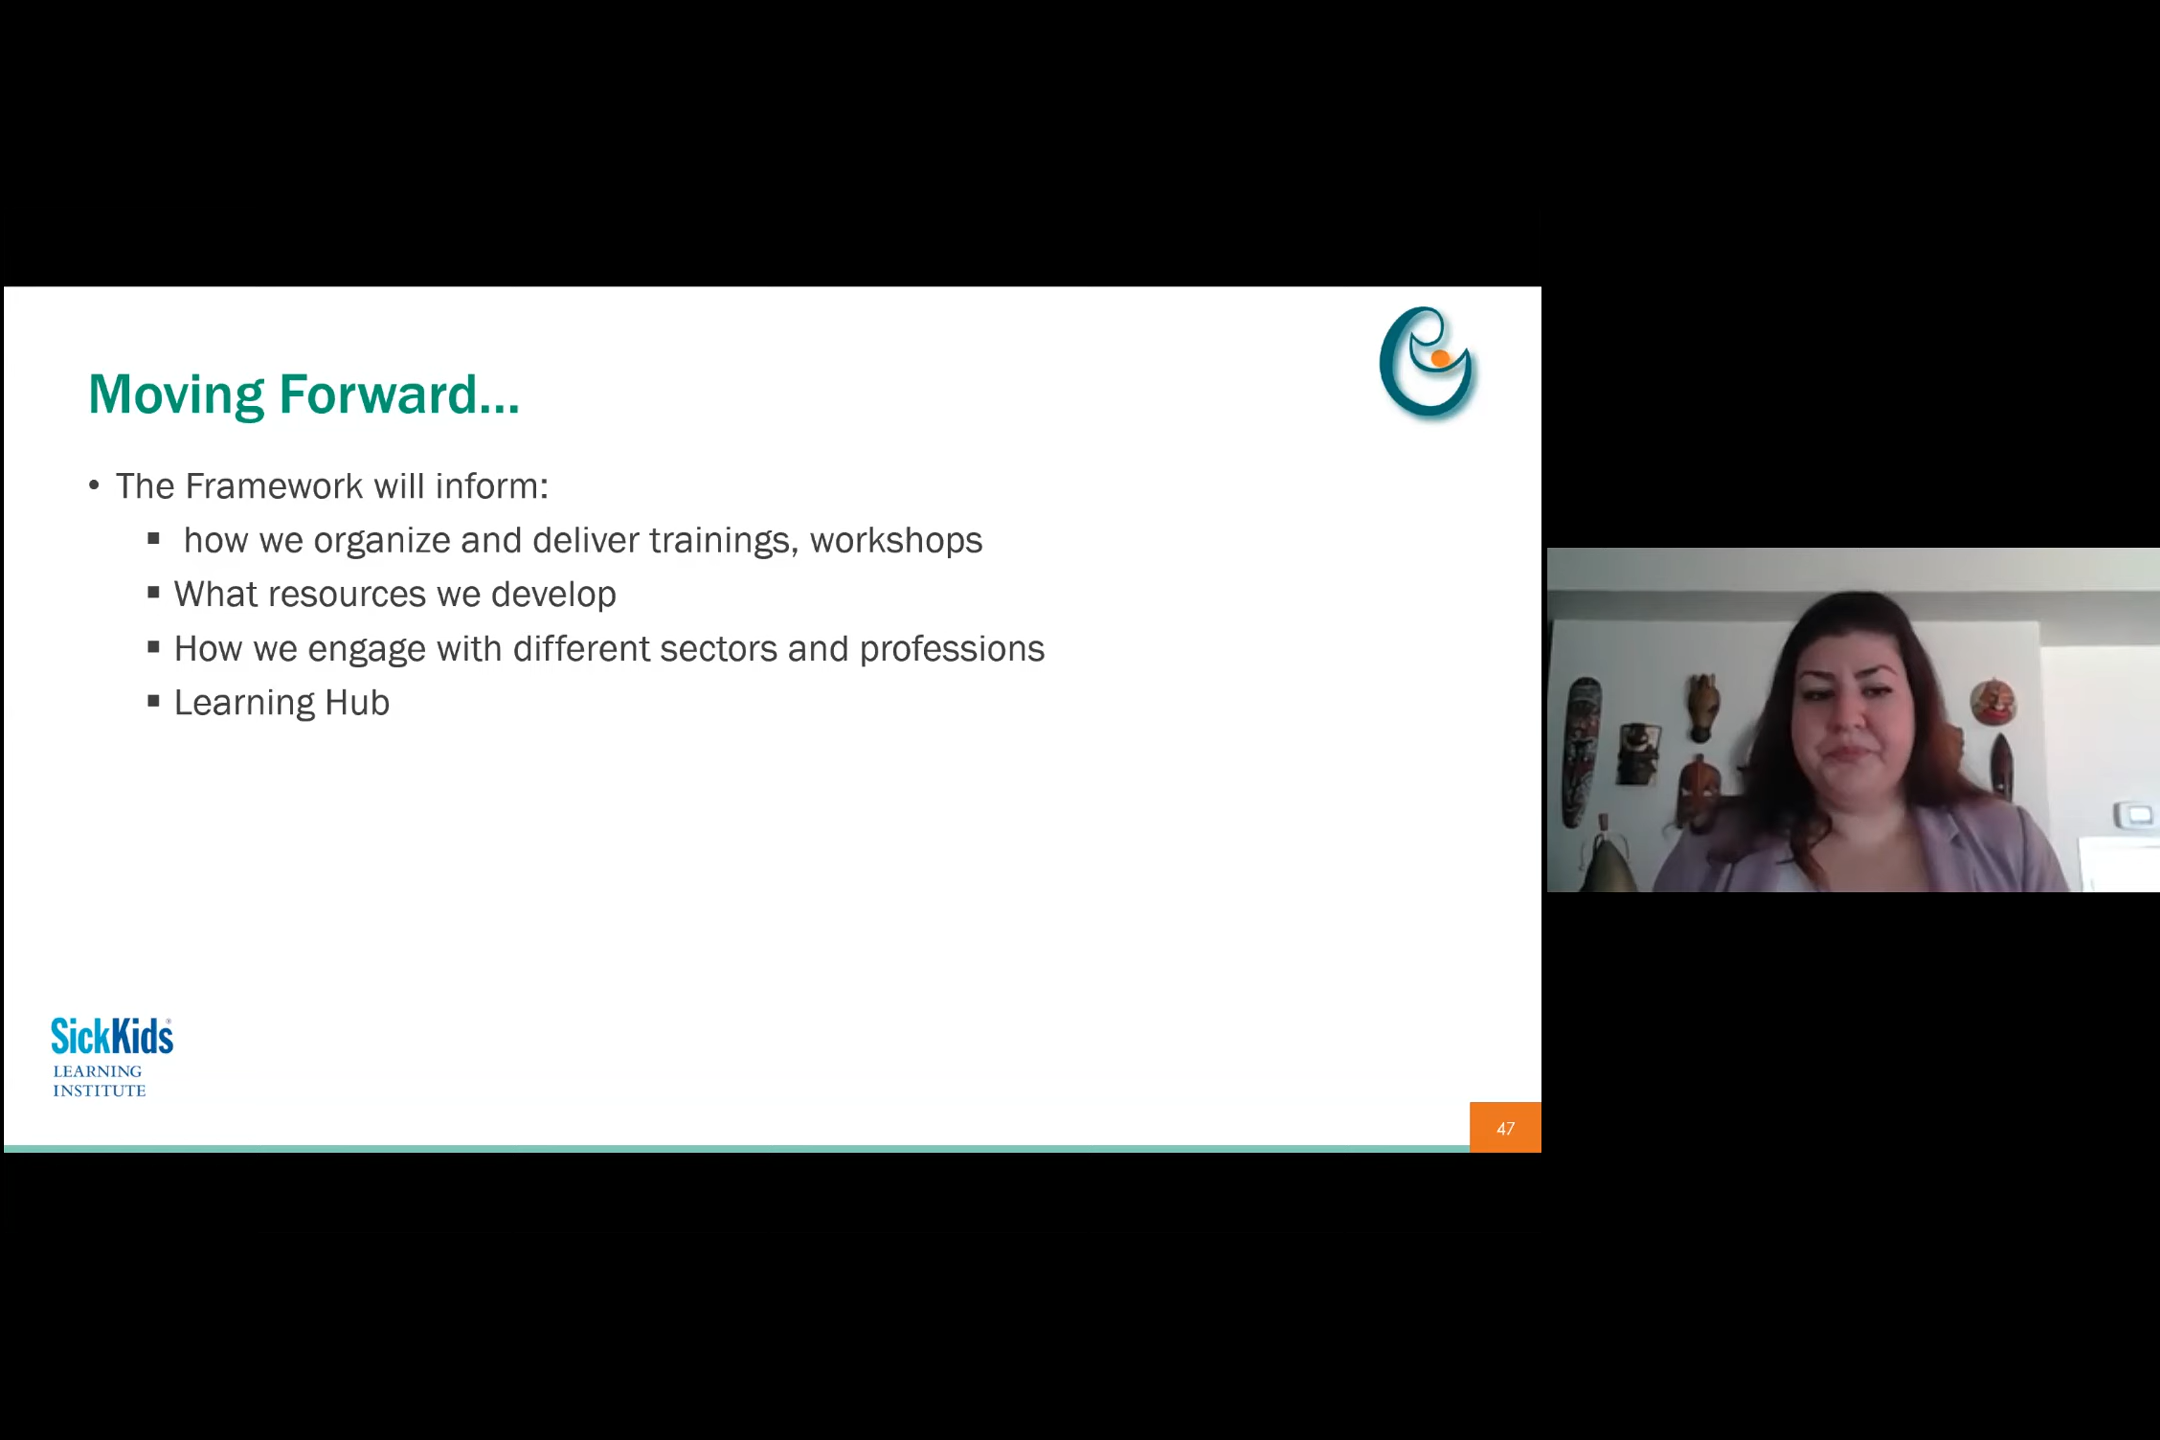 Moving Forward...
• The Framework will inform:
▪ how we organize and deliver trainings, workshops
▪ What resources we develop
▪ How we engage with different sectors and professions
▪ Learning Hub
SickKids®
LEARNING
INSTITUTE
47